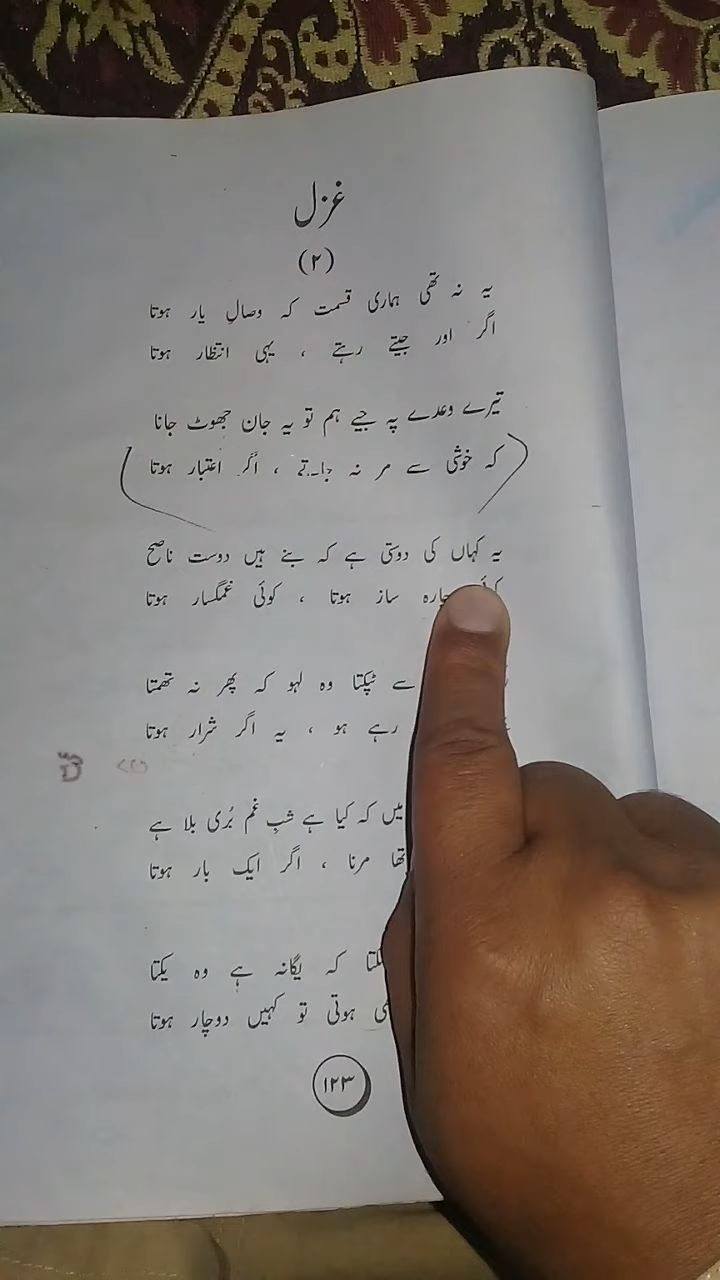 غزل
(۲)
یہ نہ تھی ہماری قسمت کہ وصالِ یار ہوتا
اگر اور جیتے رہتے ، یہی انتظار ہوتا
تیرے وعدے پہ جیے ہم تو یہ جان جھوٹ جانا
کہ خوشی سے مر نہ جاتے ، اگر اعتبار ہوتا
یہ کہاں کی دوستی ہے کہ بنے ہیں دوست ناصح
چارہ ساز ہوتا ، کوئی غمگسار ہوتا
سے ٹپکتا وہ لہو کہ پھر نہ تھمتا
رہے ہو ، یہ اگر شرار ہوتا
میں کہ کیا ہے شبِ غم بُری بلا ہے
تھا مرنا ، اگر ایک بار ہوتا
کہ یگانہ ہے وہ یکتا
ہوتی تو کہیں دوچار ہوتا
۱۲۳